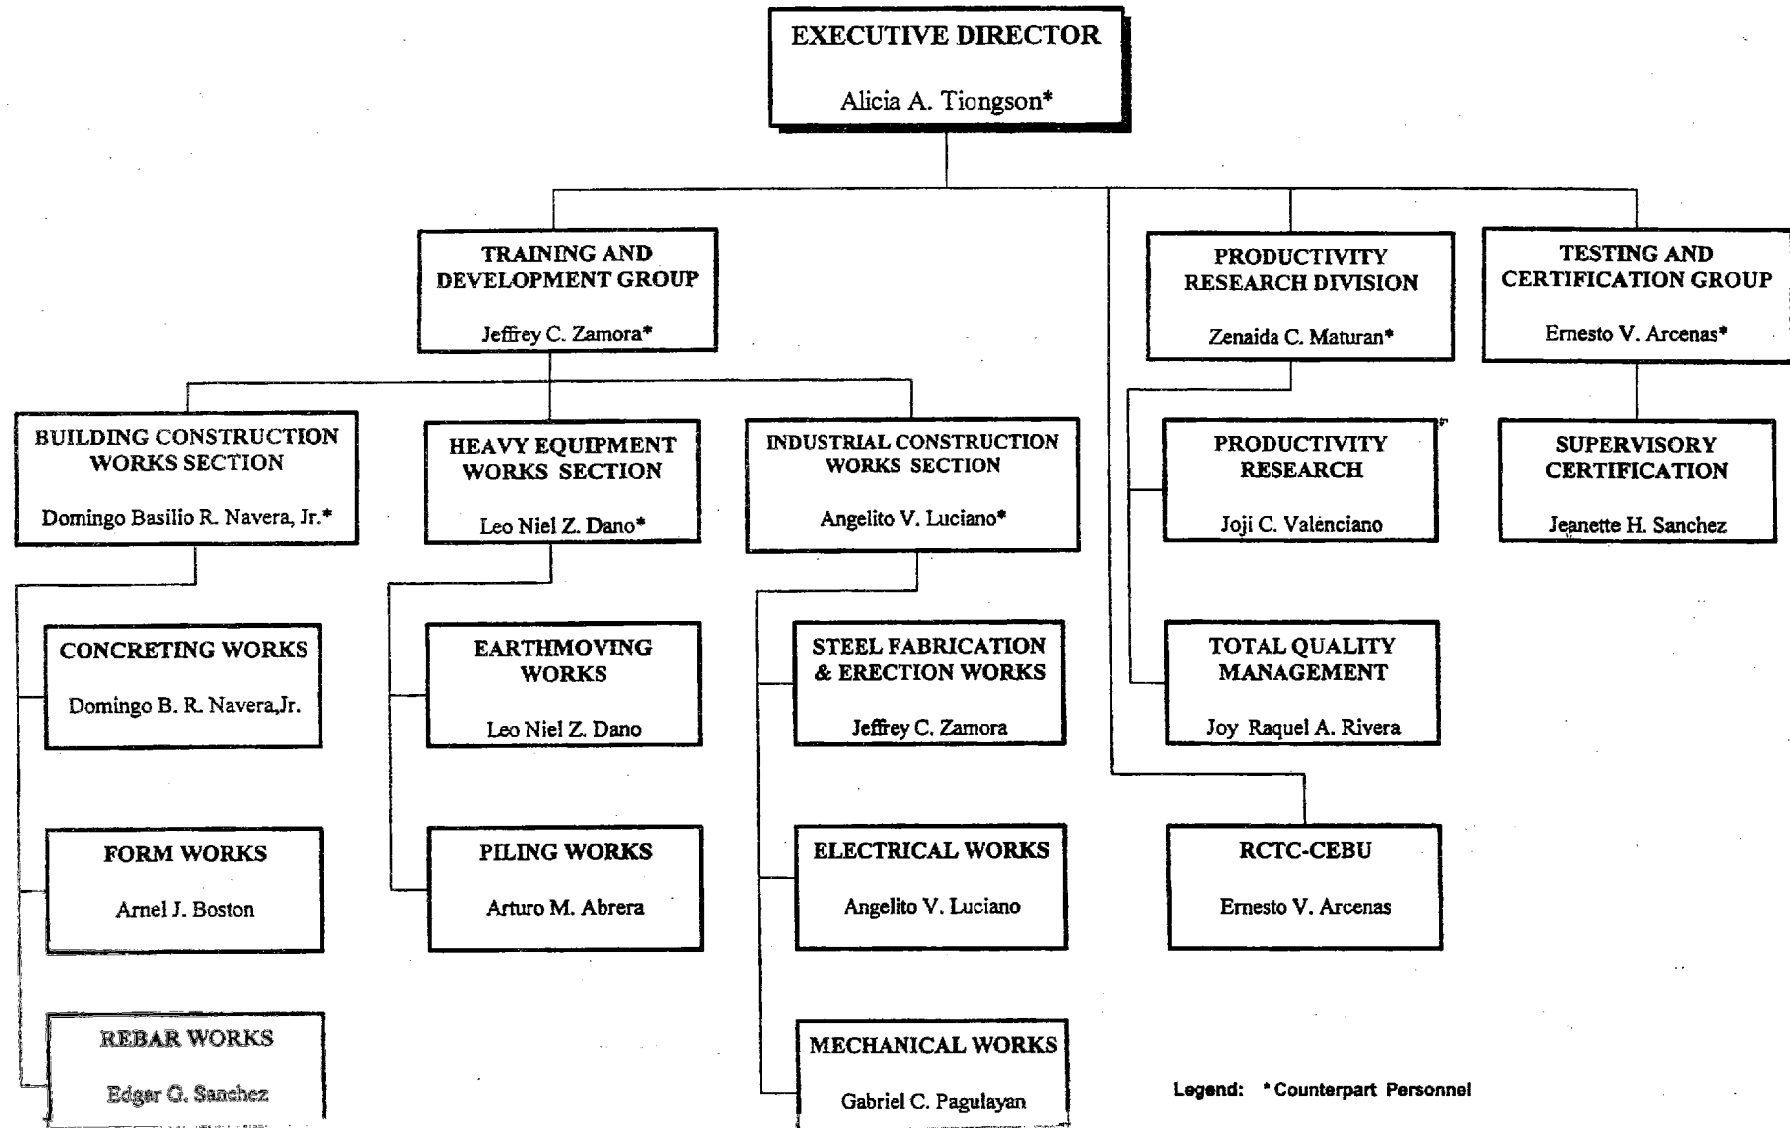 EXECUTIVE DIRECTOR
Alicia A. Tiongson*
TRAINING AND
DEVELOPMENT GROUP
Jeffrey C. Zamora*
PRODUCTIVITY
RESEARCH DIVISION
Zenaida C. Maturan*
TESTING AND
CERTIFICATION GROUP
Ernesto V. Arcenas*
BUILDING CONSTRUCTION
WORKS SECTION
Domingo Basilio R. Navera, Jr.*
HEAVY EQUIPMENT
WORKS SECTION
Leo Niel Z. Dano*
INDUSTRIAL CONSTRUCTION
WORKS SECTION
Angelito V. Luciano*
PRODUCTIVITY
RESEARCH
Joji C. Valenciano
SUPERVISORY
CERTIFICATION
Jeanette H. Sanchez
CONCRETING WORKS
Domingo B. R. Navera,Jr.
EARTHMOVING
WORKS
Leo Niel Z. Dano
STEEL FABRICATION
& ERECTION WORKS
Jeffrey C. Zamora
TOTAL QUALITY
MANAGEMENT
Joy Raquel A. Rivera
FORM WORKS
Arnel J. Boston
PILING WORKS
Arturo M. Abrera
ELECTRICAL WORKS
Angelito V. Luciano
RCTC-CEBU
Ernesto V. Arcenas
REBAR WORKS
Edgar G. Sanchez
MECHANICAL WORKS
Gabriel C. Pagulayan
Legend: * Counterpart Personnel